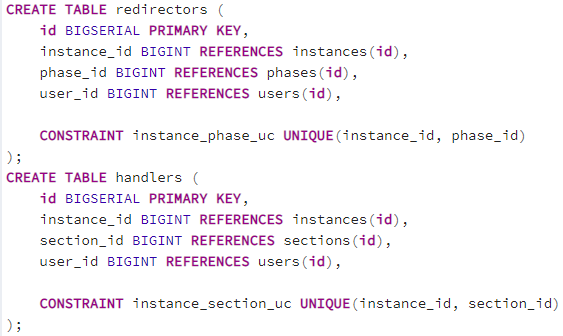 CREATE TABLE redirectors (
    id BIGSERIAL PRIMARY KEY,
    instance_id BIGINT REFERENCES instances(id),
    phase_id BIGINT REFERENCES phases(id),
    user_id BIGINT REFERENCES users(id),

    CONSTRAINT instance_phase_uc UNIQUE(instance_id, phase_id)
);
CREATE TABLE handlers (
    id BIGSERIAL PRIMARY KEY,
    instance_id BIGINT REFERENCES instances(id),
    section_id BIGINT REFERENCES sections(id),
    user_id BIGINT REFERENCES users(id),

    CONSTRAINT instance_section_uc UNIQUE(instance_id, section_id)
);